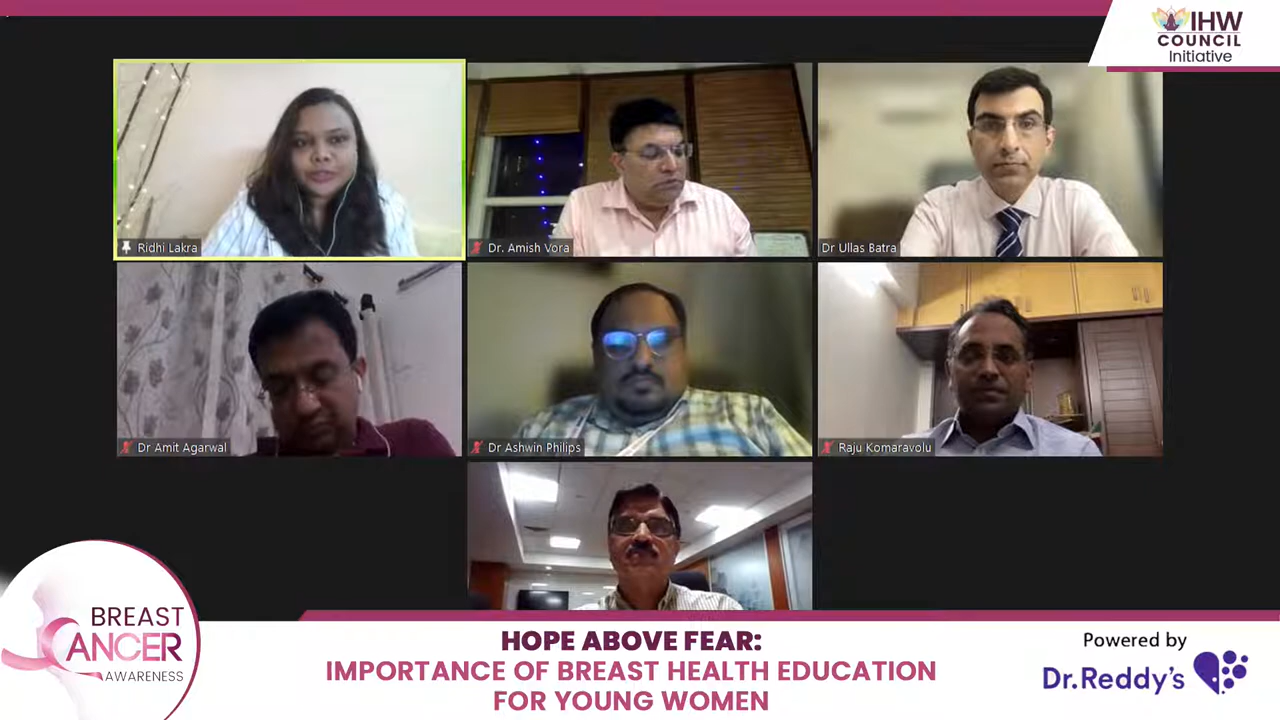 IHW
COUNCIL
Initiative
Ridhi Lakra
Dr. Amish Vora
Dr Ullas Batra
Dr Amit Agarwal
Dr Ashwin Philips
Raju Komaravolu
BREAST
CANCER
AWARENESS
HOPE ABOVE FEAR:
IMPORTANCE OF BREAST HEALTH EDUCATION
FOR YOUNG WOMEN
Powered by
Dr.Reddy's